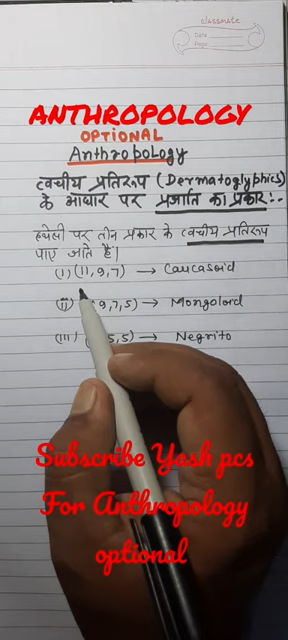 classmate
Date
Page
ANTHROPOLOGY
OPTIONAL
Anthropology
त्वचीय प्रतिरूप (Dermatoglyphics)
के आधार पर प्रजाति का प्रकार :-
हथेली पर तीन प्रकार के त्वचीय प्रतिरूप
पाए जाते हैं।
(i) (11, 9, 7) → Caucasoid
(ii) 9, 7, 5) → Mongoloid
(iii) 5, 5) → Negrito
Subscribe Yash pcs
For Anthropology
optional